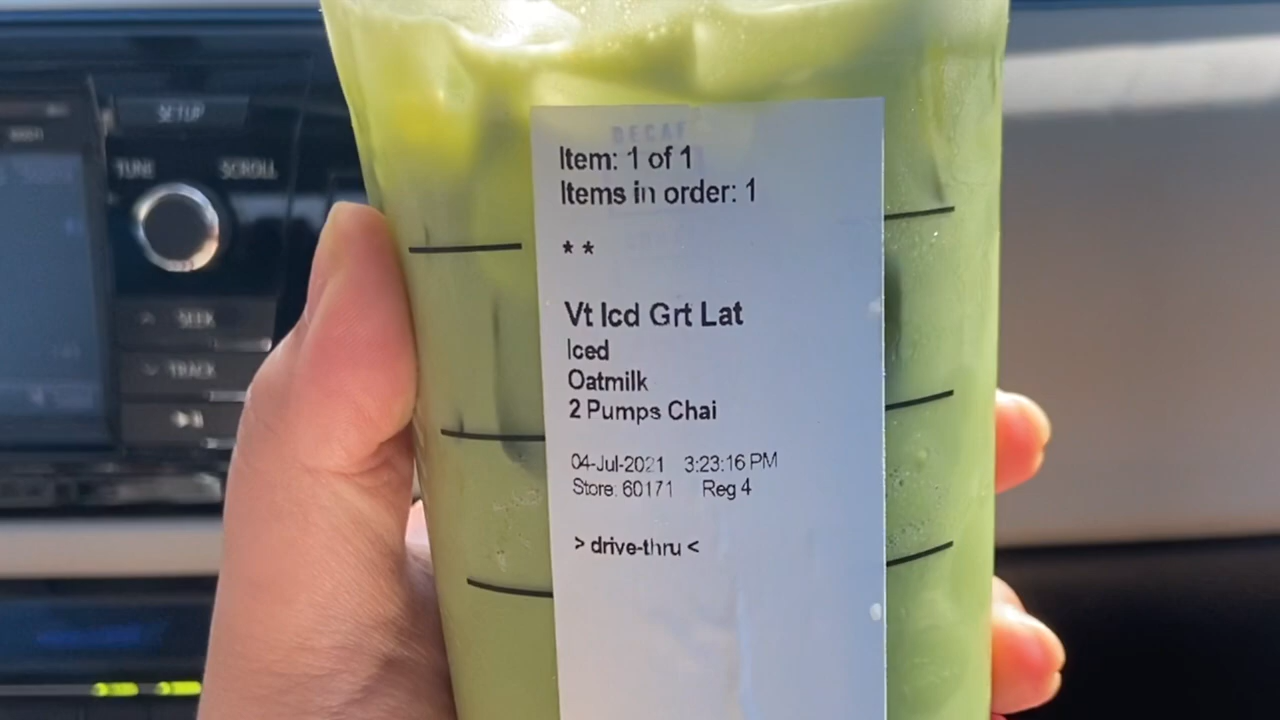 SETUP
TUNE
SCROLL
SEEK
TRACK
DECAF
Item: 1 of 1
Items in order: 1
* *
Vt Icd Grt Lat
Iced
Oatmilk
2 Pumps Chai
04-Jul-2021 3:23:16 PM
Store: 60171 Reg 4
> drive-thru <